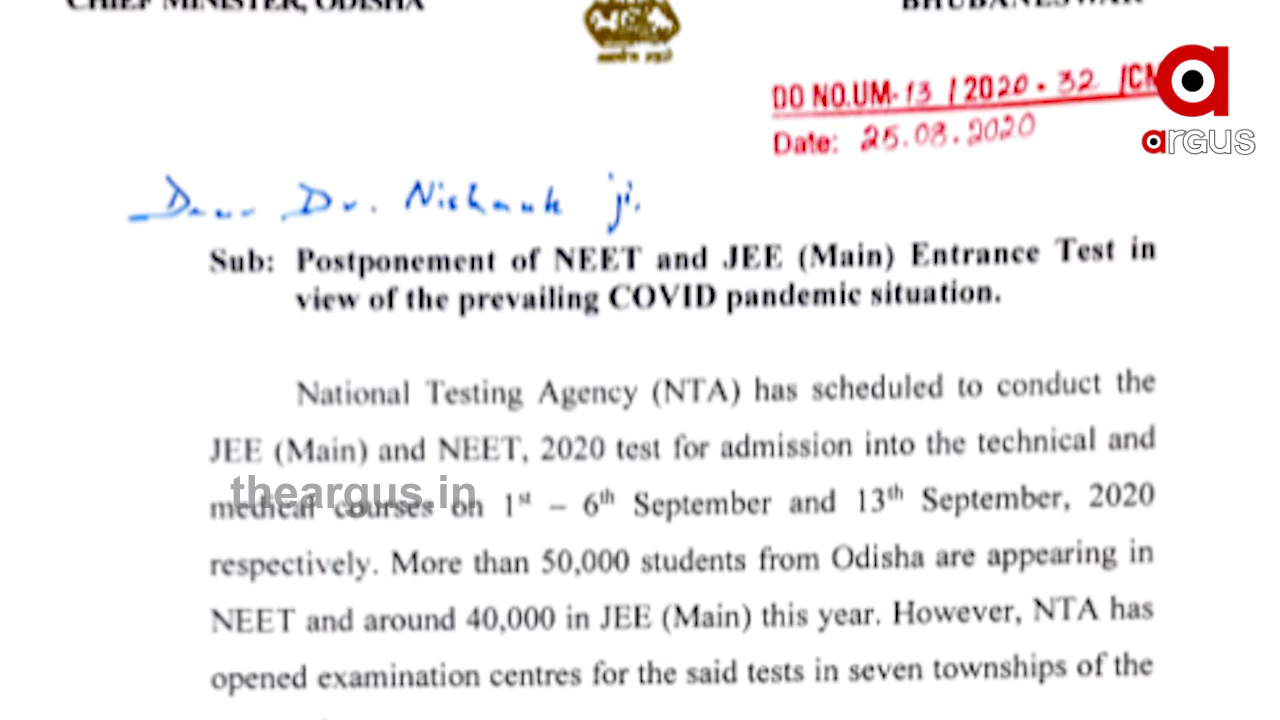 CHIEF MINISTER, ODISHA
BHUBANESWAR
DO NO.UM-13 / 2020 - 32 /CM
Date: 25.08.2020
argus
Dear Dr. Nishank ji.
Sub: Postponement of NEET and JEE (Main) Entrance Test in
view of the prevailing COVID pandemic situation.
National Testing Agency (NTA) has scheduled to conduct the
JEE (Main) and NEET, 2020 test for admission into the technical and
theargus.in
medical courses on 1st – 6th September and 13th September, 2020
respectively. More than 50,000 students from Odisha are appearing in
NEET and around 40,000 in JEE (Main) this year. However, NTA has
opened examination centres for the said tests in seven townships of the